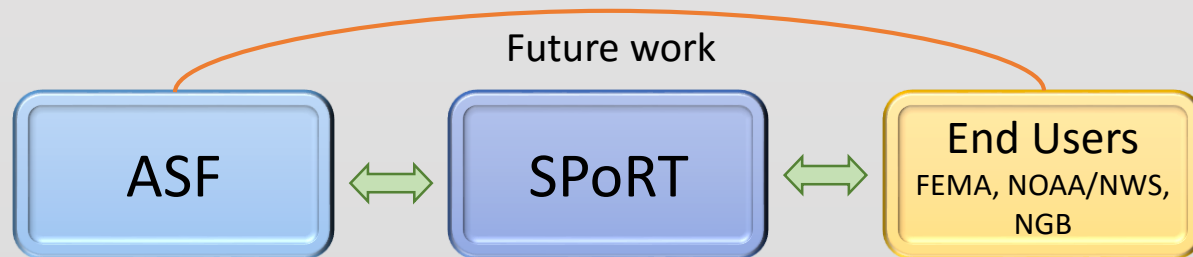 Future work
ASF
SPoRT
End Users
FEMA, NOAA/NWS,
NGB